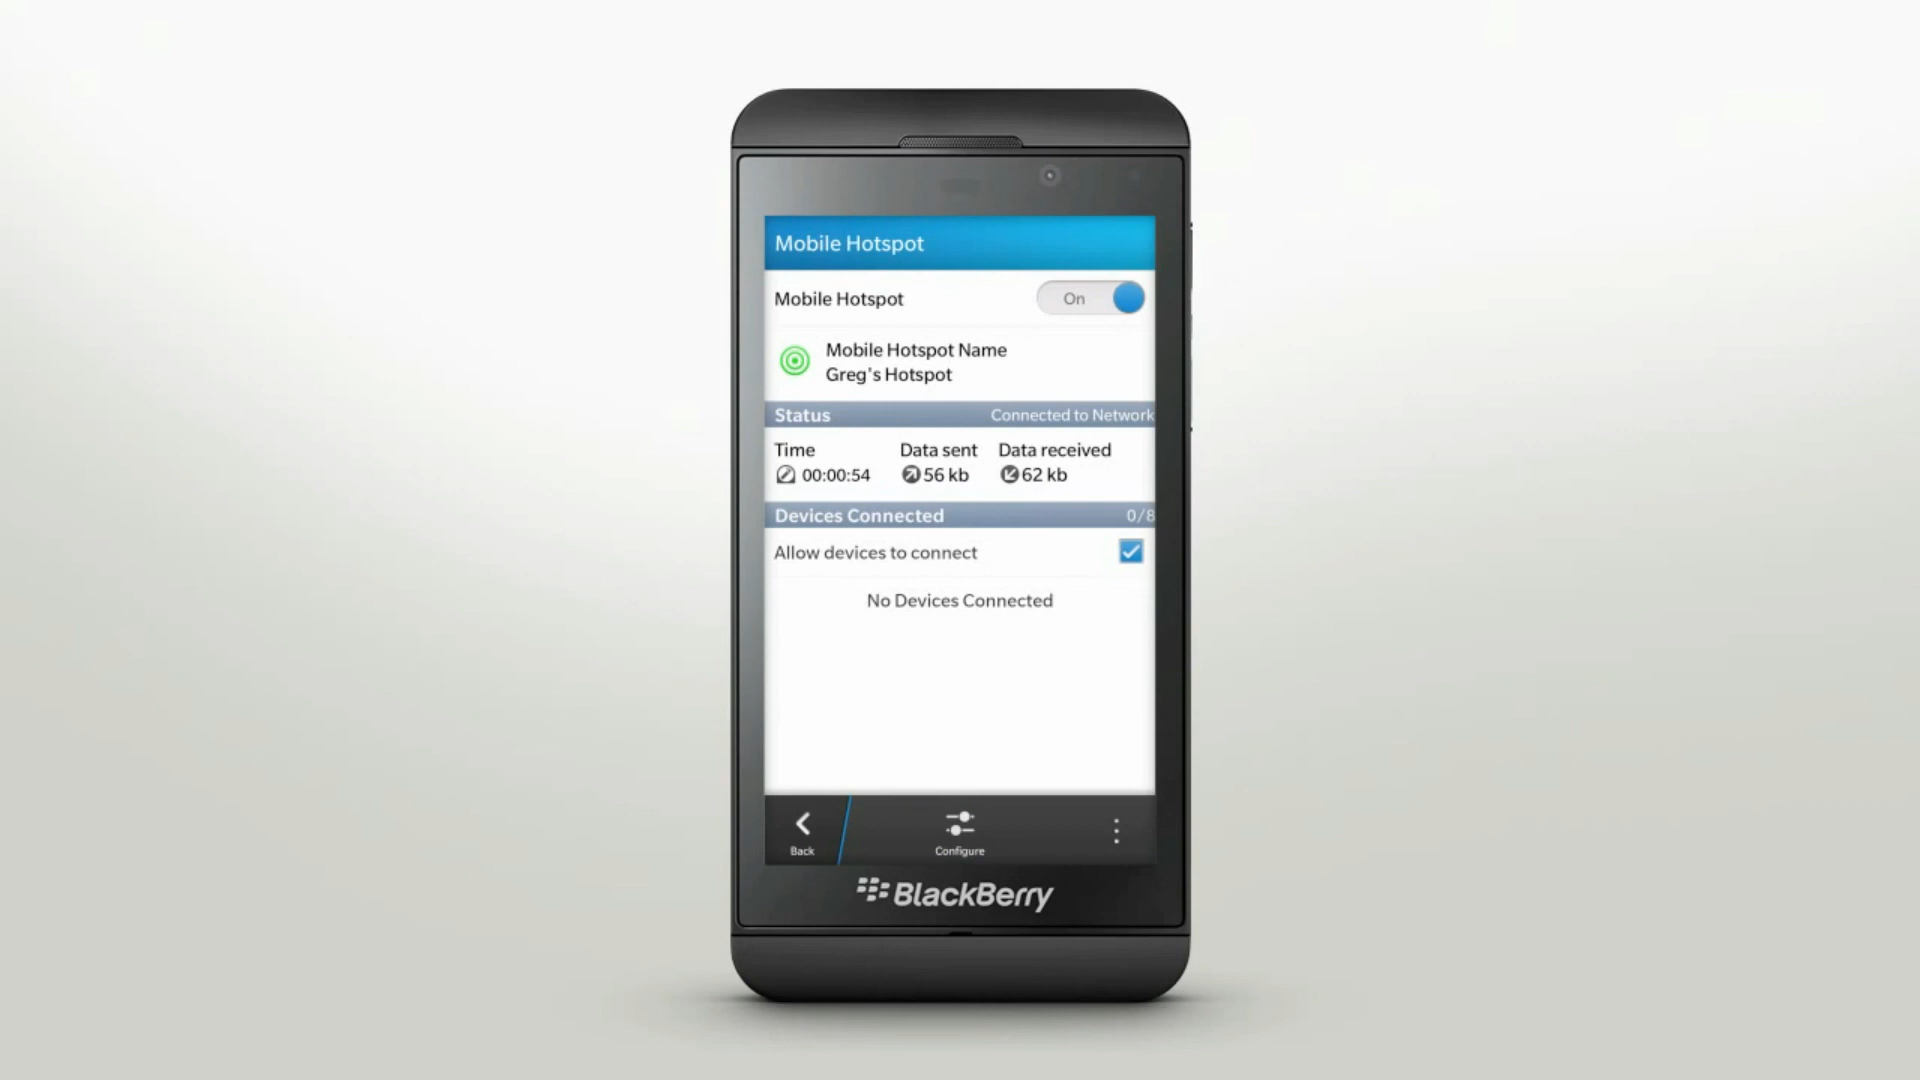 Mobile Hotspot
Mobile Hotspot On
Mobile Hotspot Name
Greg's Hotspot
Status Connected to Network
Time Data sent Data received
00:00:54 56 kb 62 kb
Devices Connected 0/8
Allow devices to connect
No Devices Connected
Back Configure
BlackBerry